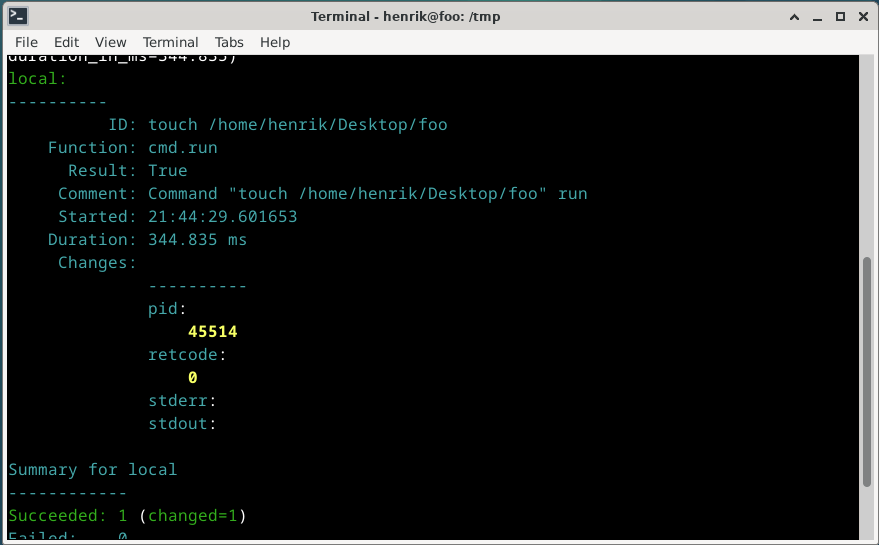 Terminal - henrik@foo: /tmp
File Edit View Terminal Tabs Help
duration_in_ms=344.835)
local:
----------
          ID: touch /home/henrik/Desktop/foo
    Function: cmd.run
      Result: True
     Comment: Command "touch /home/henrik/Desktop/foo" run
     Started: 21:44:29.601653
    Duration: 344.835 ms
     Changes:
              ----------
              pid:
                  45514
              retcode:
                  0
              stderr:
              stdout:
Summary for local
------------
Succeeded: 1 (changed=1)
Failed:    0